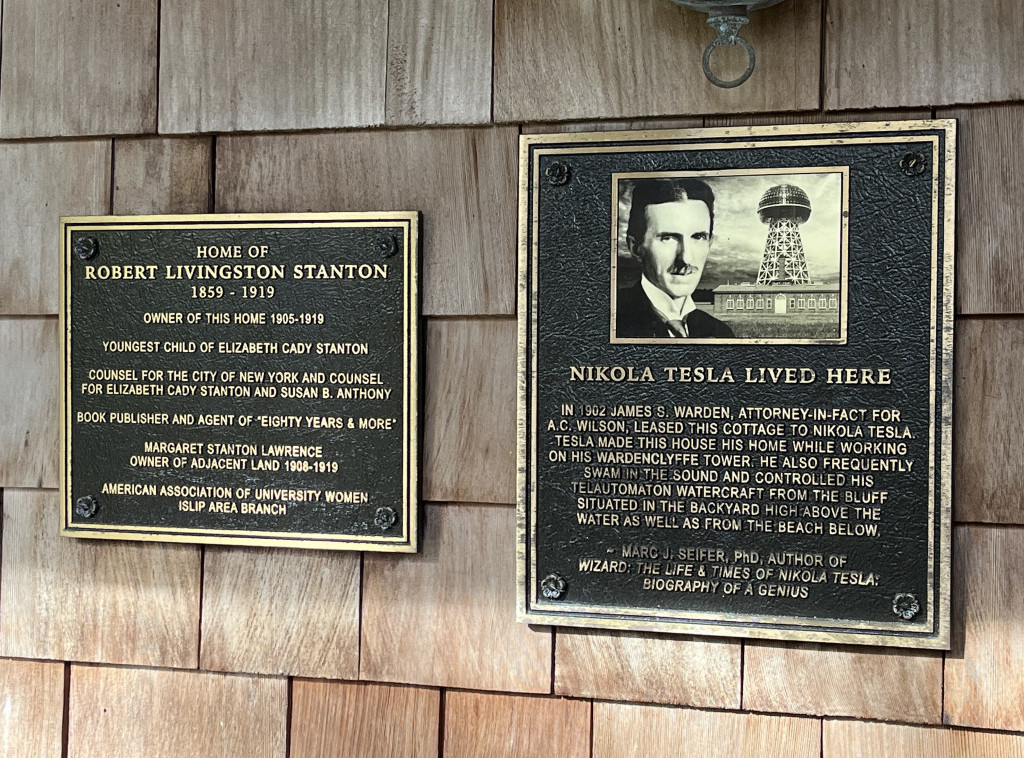 HOME OF
ROBERT LIVINGSTON STANTON
1859 - 1919
OWNER OF THIS HOME 1905-1919
YOUNGEST CHILD OF ELIZABETH CADY STANTON
COUNSEL FOR THE CITY OF NEW YORK AND COUNSEL
FOR ELIZABETH CADY STANTON AND SUSAN B. ANTHONY
BOOK PUBLISHER AND AGENT OF "EIGHTY YEARS & MORE"
MARGARET STANTON LAWRENCE
OWNER OF ADJACENT LAND 1908-1919
AMERICAN ASSOCIATION OF UNIVERSITY WOMEN
ISLIP AREA BRANCH
NIKOLA TESLA LIVED HERE
IN 1902 JAMES S. WARDEN, ATTORNEY-IN-FACT FOR
A.C. WILSON, LEASED THIS COTTAGE TO NIKOLA TESLA.
TESLA MADE THIS HOUSE HIS HOME WHILE WORKING
ON HIS WARDENCLYFFE TOWER. HE ALSO FREQUENTLY
SWAM IN THE SOUND AND CONTROLLED HIS
TELAUTOMATON WATERCRAFT FROM THE BLUFF
SITUATED IN THE BACKYARD HIGH ABOVE THE
WATER AS WELL AS FROM THE BEACH BELOW.
~ MARC J. SEIFER, PhD, AUTHOR OF
WIZARD: THE LIFE & TIMES OF NIKOLA TESLA:
BIOGRAPHY OF A GENIUS